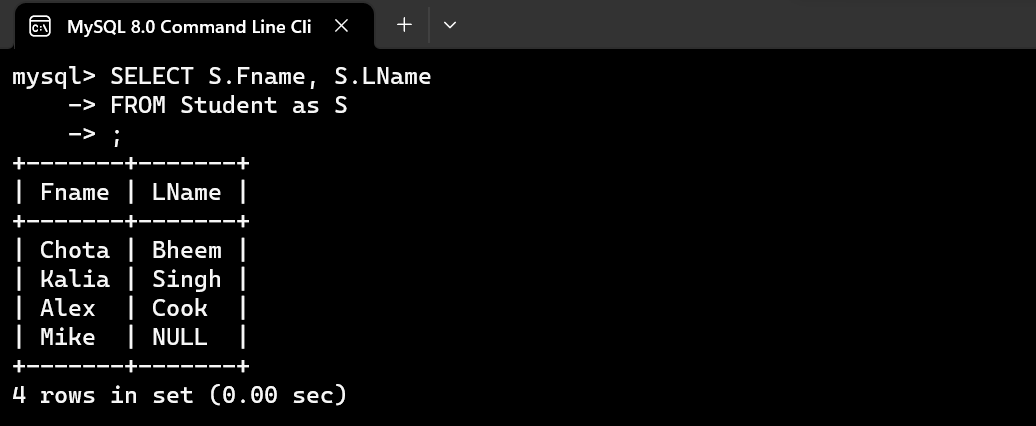 MySQL 8.0 Command Line Cli
mysql> SELECT S.Fname, S.LName
    -> FROM Student as S
    -> ;
+-------+-------+
| Fname | LName |
+-------+-------+
| Chota | Bheem |
| Kalia | Singh |
| Alex  | Cook  |
| Mike  | NULL  |
+-------+-------+
4 rows in set (0.00 sec)